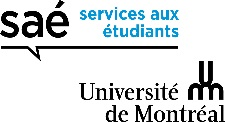 saé services aux
étudiants
Université
de Montréal